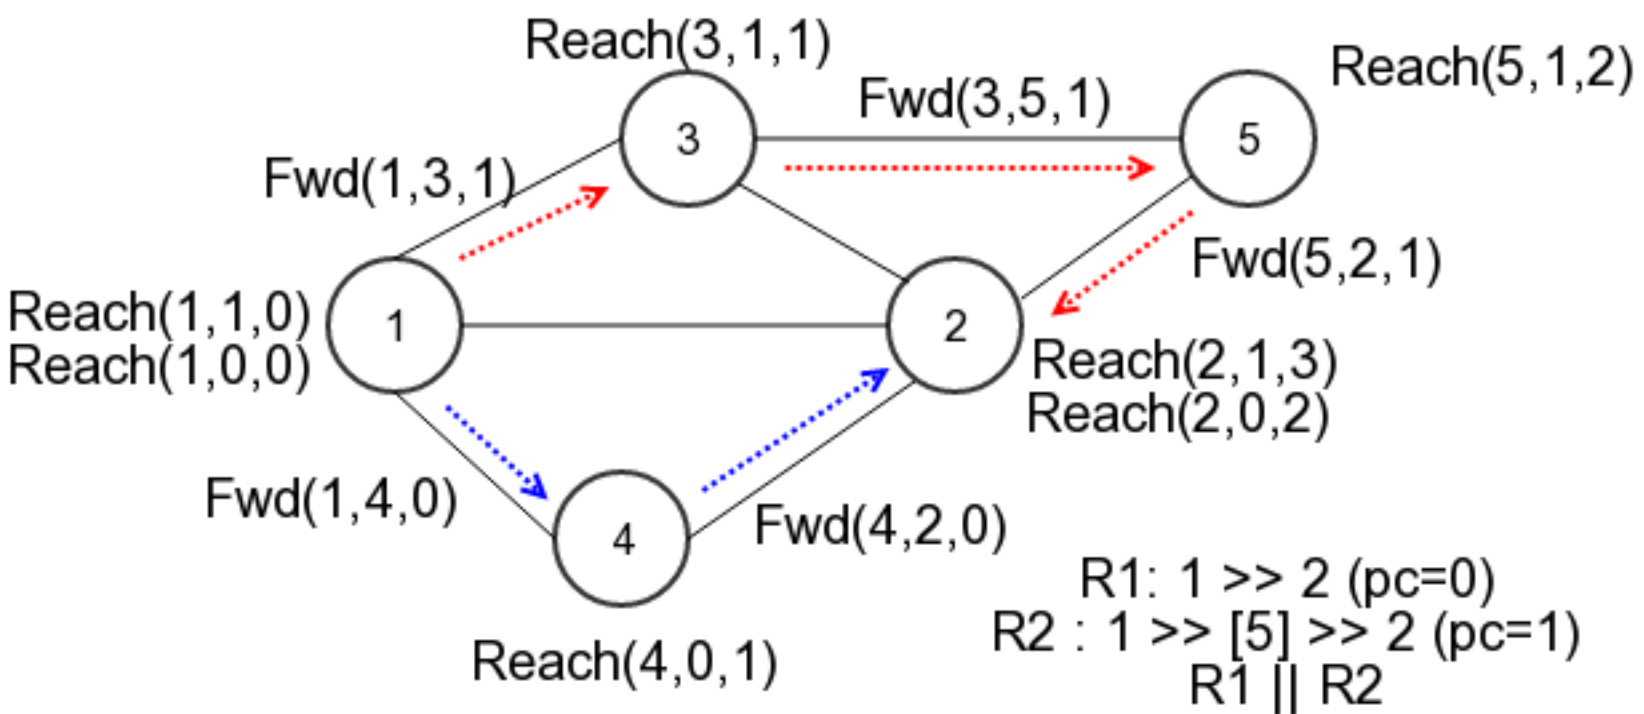 Reach(3,1,1)
Reach(5,1,2)
Fwd(3,5,1)
3
5
Fwd(1,3,1)
Fwd(5,2,1)
Reach(1,1,0)
Reach(1,0,0)
1
2
Reach(2,1,3)
Reach(2,0,2)
Fwd(1,4,0)
4
Fwd(4,2,0)
Reach(4,0,1)
R1: 1 >> 2 (pc=0)
R2 : 1 >> [5] >> 2 (pc=1)
R1 || R2